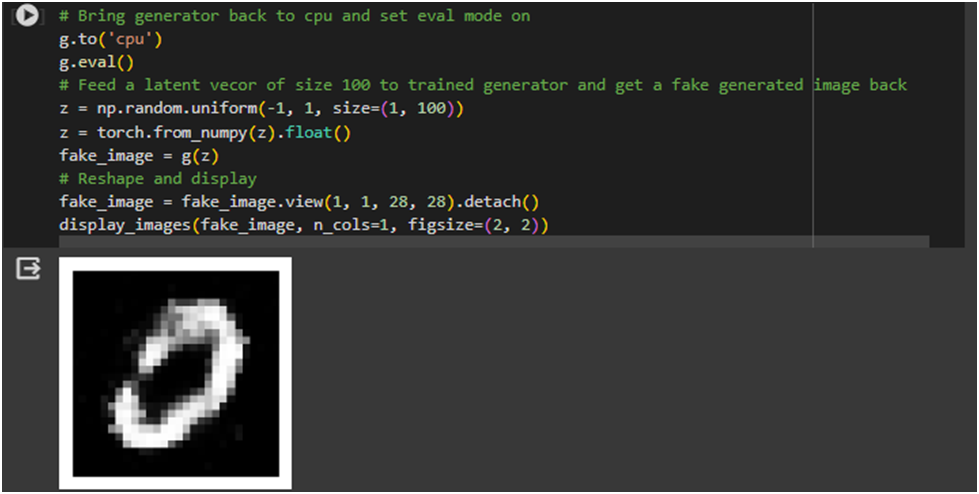 # Bring generator back to cpu and set eval mode on
g.to('cpu')
g.eval()
# Feed a latent vecor of size 100 to trained generator and get a fake generated image back
z = np.random.uniform(-1, 1, size=(1, 100))
z = torch.from_numpy(z).float()
fake_image = g(z)
# Reshape and display
fake_image = fake_image.view(1, 1, 28, 28).detach()
display_images(fake_image, n_cols=1, figsize=(2, 2))